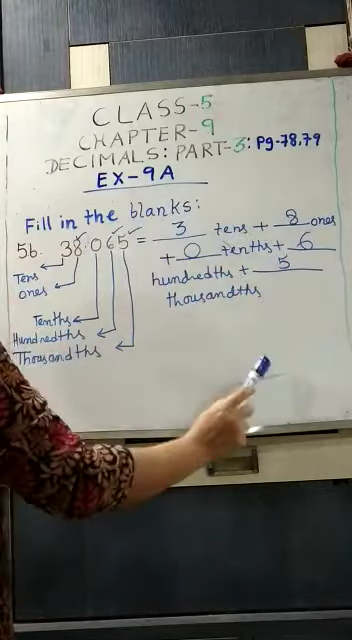 CLASS-5
CHAPTER-9
DECIMALS: PART-3: Pg-78,79
EX-9A
Fill in the blanks:
5b. 38.065 = 3 tens + 8 ones
+ 0 tenths + 6
hundredths + 5
thousandths
Tens
ones
Tenths
Hundredths
Thousandths